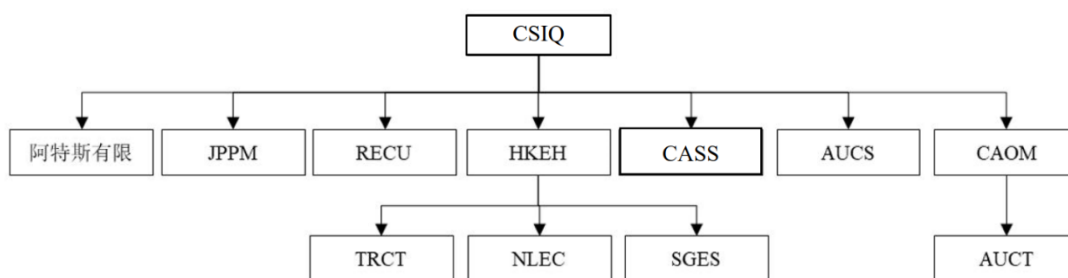 CSIQ
阿特斯有限
JPPM
RECU
HKEH
CASS
AUCS
CAOM
TRCT
NLEC
SGES
AUCT